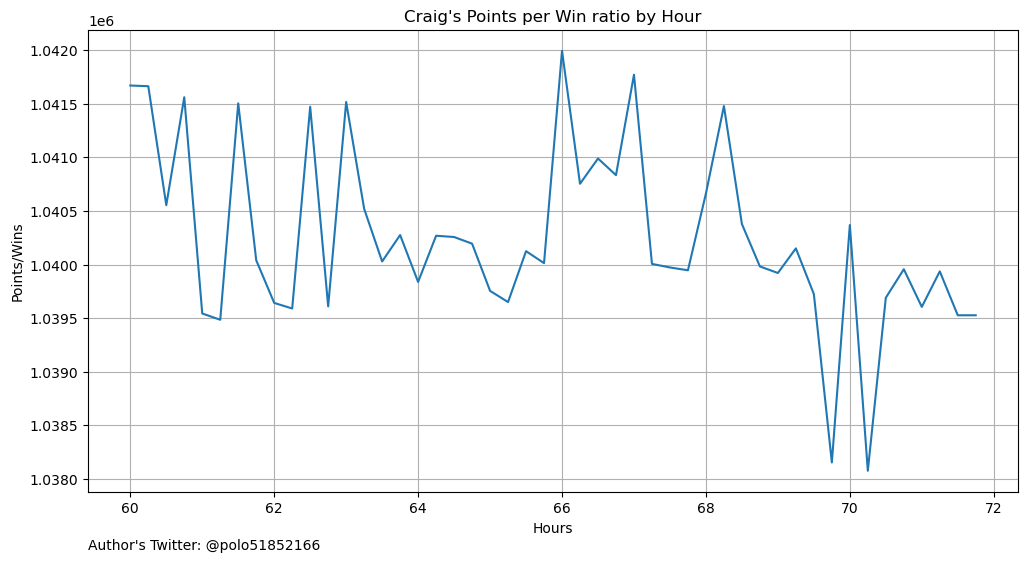 Craig's Points per Win ratio by Hour
1e6
1.0420
1.0415
1.0410
1.0405
1.0400
1.0395
1.0390
1.0385
1.0380
Points/Wins
60 62 64 66 68 70 72
Hours
Author's Twitter: @polo51852166